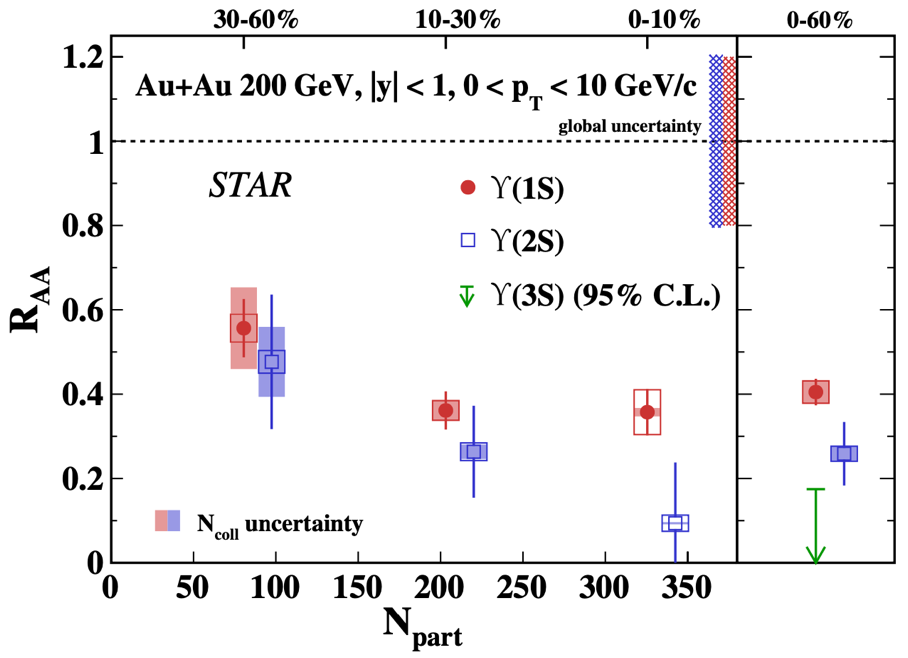 30-60% 10-30% 0-10% 0-60%
1.2
Au+Au 200 GeV, |y| < 1, 0 < p_T < 10 GeV/c
global uncertainty
1
STAR
ϒ(1S)
0.8
ϒ(2S)
ϒ(3S) (95% C.L.)
R_AA
0.6
0.4
0.2
N_coll uncertainty
0
0 50 100 150 200 250 300 350
N_part